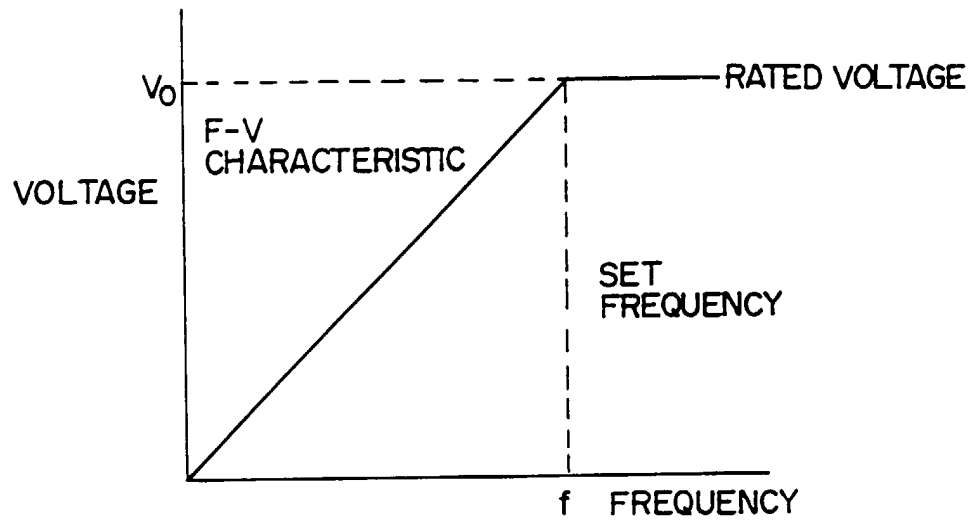 V₀
RATED VOLTAGE
F-V
CHARACTERISTIC
VOLTAGE
SET
FREQUENCY
f FREQUENCY